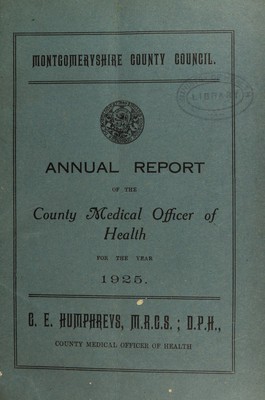 MONTGOMERYSHIRE COUNTY COUNCIL.
LIBRARY
ANNUAL REPORT
OF THE
County Medical Officer of
Health
FOR THE YEAR
1925.
C. E. HUMPHREYS, M.R.C.S. ; D.P.H.,
COUNTY MEDICAL OFFICER OF HEALTH